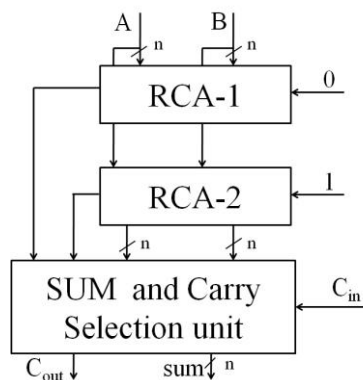 A B
n n
RCA-1
0
RCA-2
1
n n
SUM and Carry
Selection unit
Cin
Cout sum n